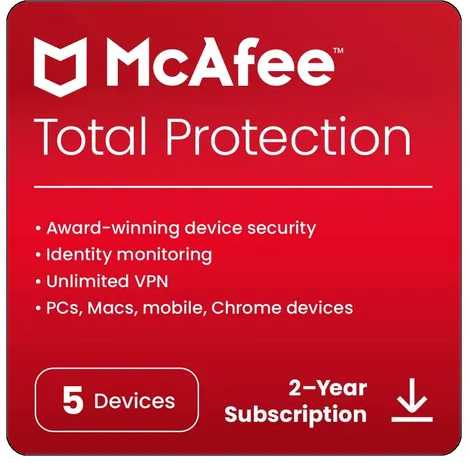 McAfee™
Total Protection
• Award-winning device security
• Identity monitoring
• Unlimited VPN
• PCs, Macs, mobile, Chrome devices
5 Devices
2–Year
Subscription